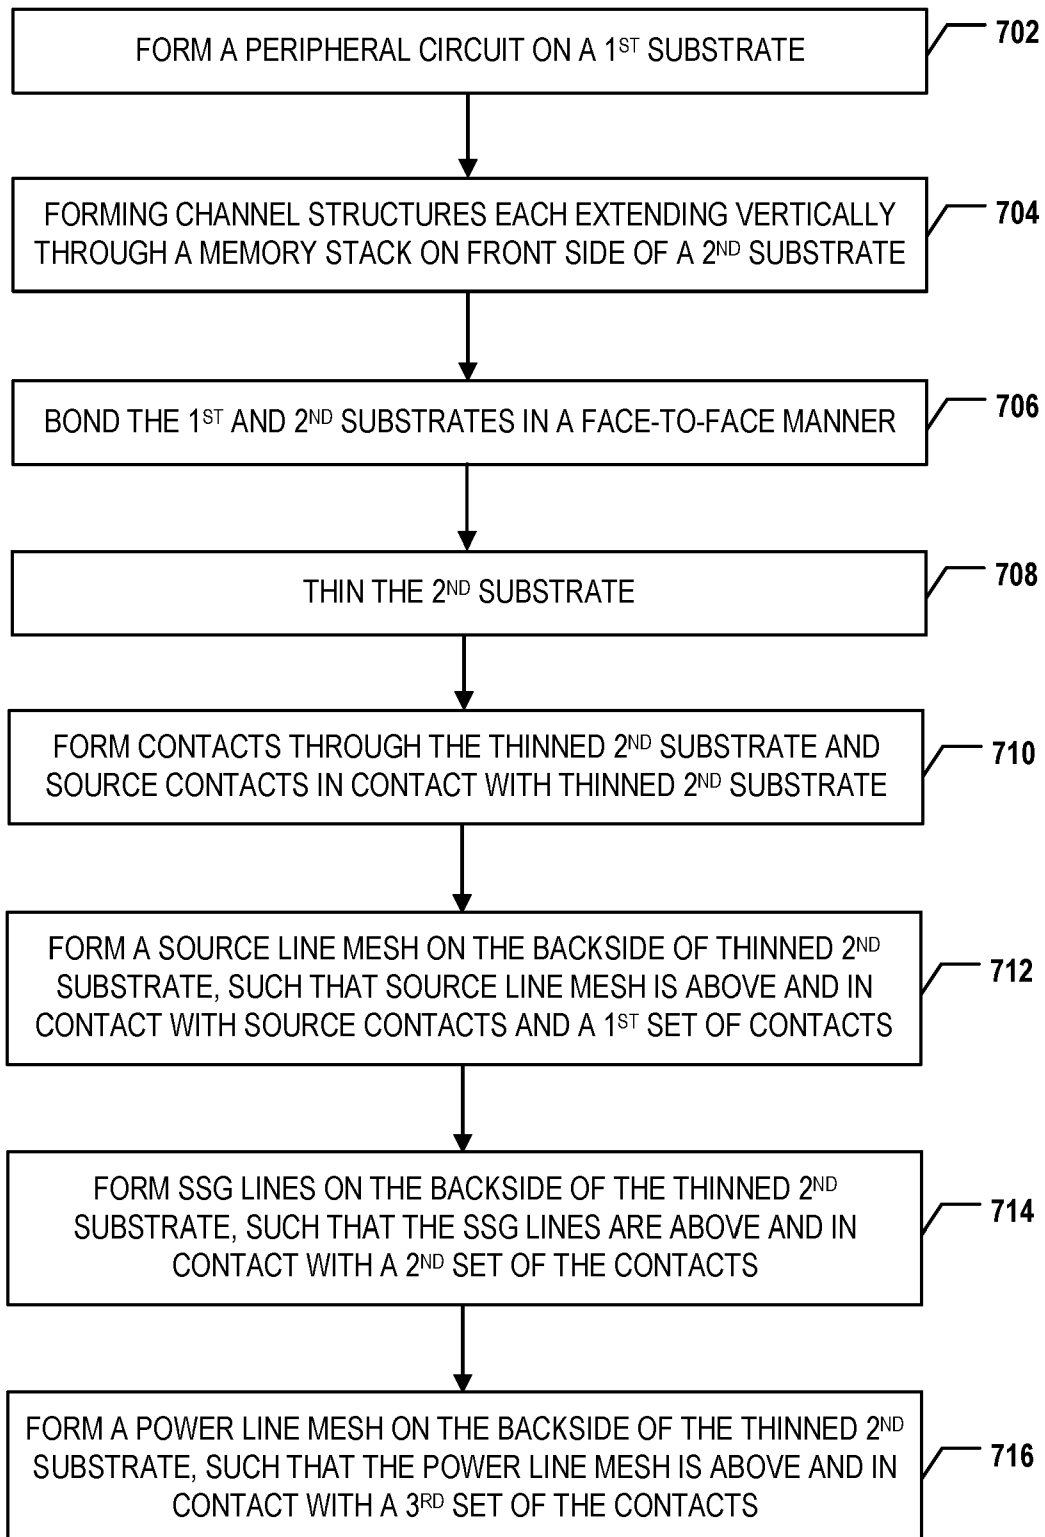 FORM A PERIPHERAL CIRCUIT ON A 1ST SUBSTRATE
702
FORMING CHANNEL STRUCTURES EACH EXTENDING VERTICALLY
THROUGH A MEMORY STACK ON FRONT SIDE OF A 2ND SUBSTRATE
704
BOND THE 1ST AND 2ND SUBSTRATES IN A FACE-TO-FACE MANNER
706
THIN THE 2ND SUBSTRATE
708
FORM CONTACTS THROUGH THE THINNED 2ND SUBSTRATE AND
SOURCE CONTACTS IN CONTACT WITH THINNED 2ND SUBSTRATE
710
FORM A SOURCE LINE MESH ON THE BACKSIDE OF THINNED 2ND
SUBSTRATE, SUCH THAT SOURCE LINE MESH IS ABOVE AND IN
CONTACT WITH SOURCE CONTACTS AND A 1ST SET OF CONTACTS
712
FORM SSG LINES ON THE BACKSIDE OF THE THINNED 2ND
SUBSTRATE, SUCH THAT THE SSG LINES ARE ABOVE AND IN
CONTACT WITH A 2ND SET OF THE CONTACTS
714
FORM A POWER LINE MESH ON THE BACKSIDE OF THE THINNED 2ND
SUBSTRATE, SUCH THAT THE POWER LINE MESH IS ABOVE AND IN
CONTACT WITH A 3RD SET OF THE CONTACTS
716